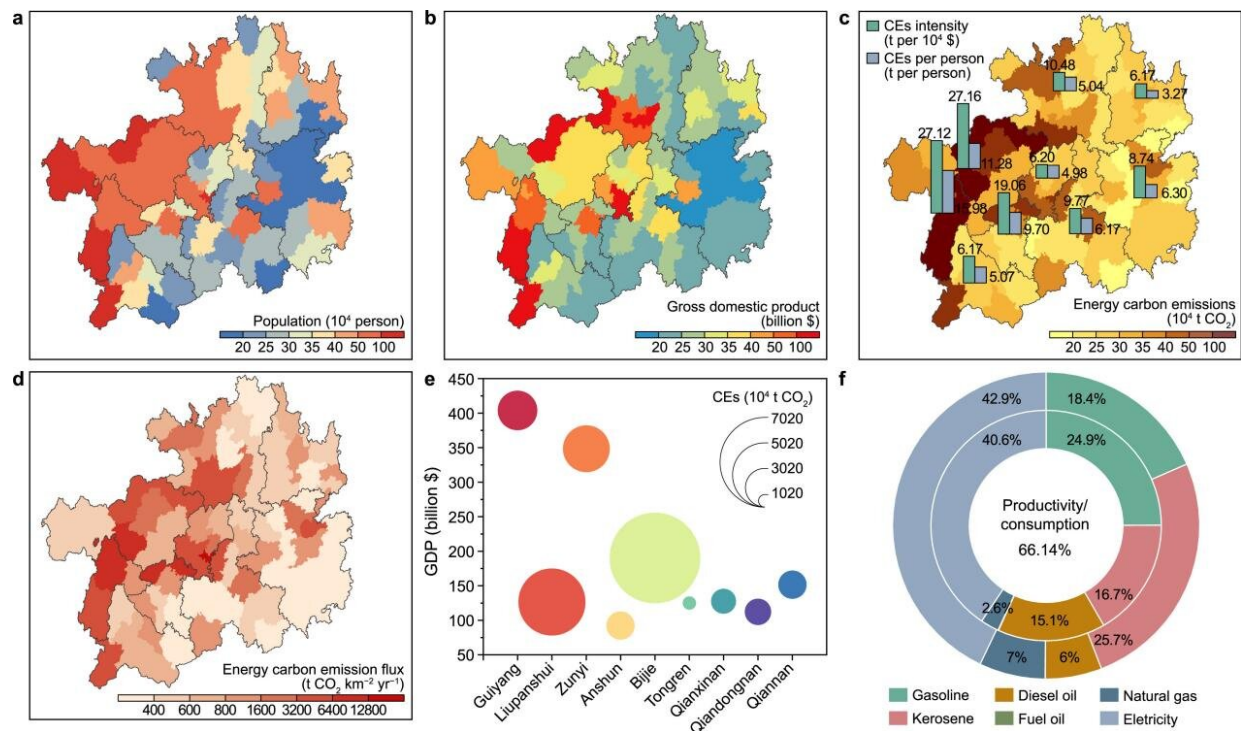 a
Population (10⁴ person)
20 25 30 35 40 50 100
b
Gross domestic product
(billion $)
20 25 30 35 40 50 100
c
CEs intensity
(t per 10⁴ $)
CEs per person
(t per person)
10.48
5.04
6.17
3.27
27.16
11.28
27.12
15.98
6.20
4.98
8.74
6.30
19.06
9.70
9.77
6.17
6.17
5.07
Energy carbon emissions
(10⁴ t CO₂)
20 25 30 35 40 50 100
d
Energy carbon emission flux
(t CO₂ km⁻² yr⁻¹)
400 600 800 1600 3200 6400 12800
e
450
400
350
300
250
200
150
100
50
GDP (billion $)
CEs (10⁴ t CO₂)
7020
5020
3020
1020
Guiyang
Liupanshui
Zunyi
Anshun
Bijie
Tongren
Qianxinan
Qiandongnan
Qiannan
f
42.9%
18.4%
40.6%
24.9%
Productivity/
consumption
66.14%
2.6%
15.1%
16.7%
25.7%
7%
6%
Gasoline
Diesel oil
Natural gas
Kerosene
Fuel oil
Eletricity